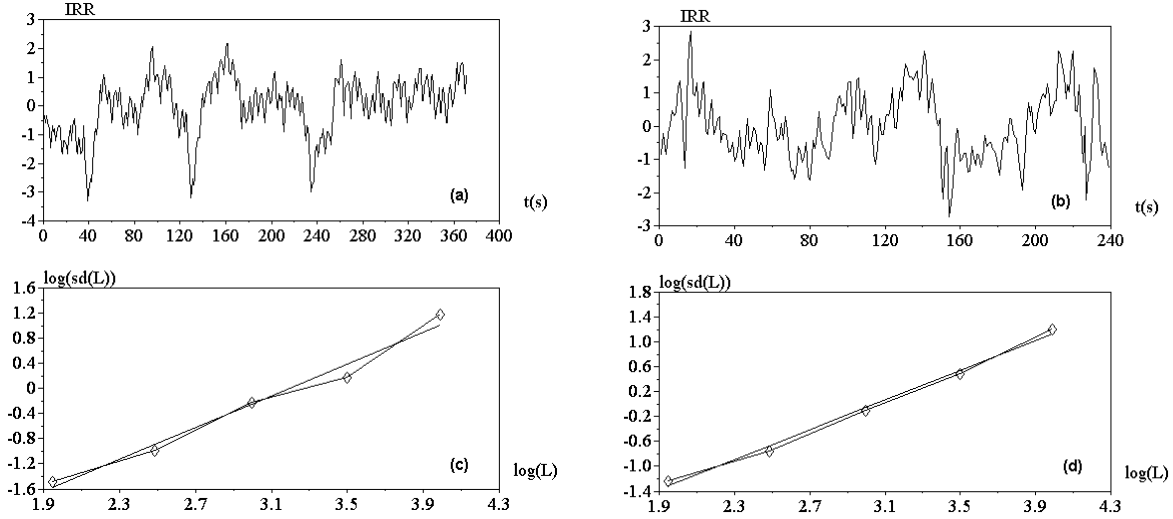 IRR
3
2
1
0
-1
-2
-3
-4
(a)
t(s)
0 40 80 120 160 200 240 280 320 360 400
IRR
3
2
1
0
-1
-2
-3
(b)
t(s)
0 40 80 120 160 200 240
log(sd(L))
1.6
1.2
0.8
0.4
0
-0.4
-0.8
-1.2
-1.6
(c)
log(L)
1.9 2.3 2.7 3.1 3.5 3.9 4.3
log(sd(L))
1.8
1.4
1.0
0.6
0.2
-0.2
-0.6
-1.0
-1.4
(d)
log(L)
1.9 2.3 2.7 3.1 3.5 3.9 4.3